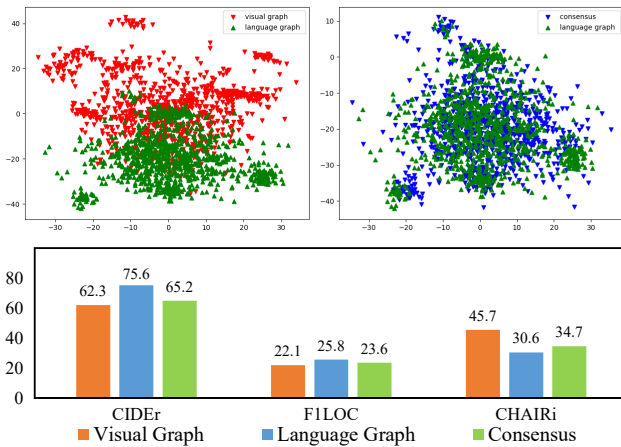 visual graph
language graph
40
20
0
−20
−40
−30 −20 −10 0 10 20 30
consensus
language graph
10
0
−10
−20
−30
−40
−30 −20 −10 0 10 20 30
80
60
40
20
0
62.3 75.6 65.2
22.1 25.8 23.6
45.7 30.6 34.7
CIDEr F1LOC CHAIRi
Visual Graph Language Graph Consensus